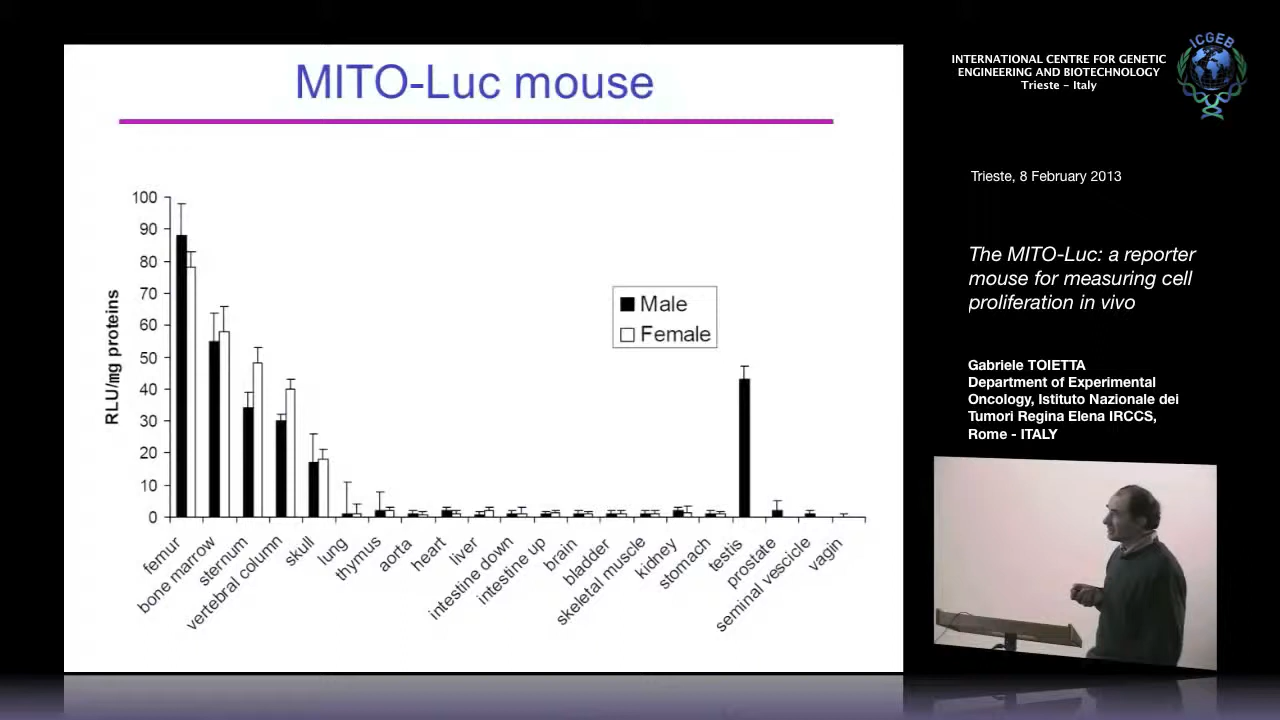 MITO-Luc mouse
100
90
80
70
60
50
40
30
20
10
0
RLU/mg proteins
Male
Female
femur
bone marrow
sternum
vertebral column
skull
lung
thymus
aorta
heart
liver
intestine down
intestine up
brain
bladder
skeletal muscle
kidney
stomach
testis
prostate
seminal vescicle
vagin
INTERNATIONAL CENTRE FOR GENETIC
ENGINEERING AND BIOTECHNOLOGY
Trieste - Italy
ICGEB
Trieste, 8 February 2013
The MITO-Luc: a reporter
mouse for measuring cell
proliferation in vivo
Gabriele TOIETTA
Department of Experimental
Oncology, Istituto Nazionale dei
Tumori Regina Elena IRCCS,
Rome - ITALY